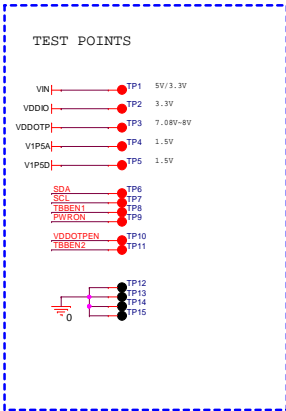 TEST POINTS
VIN TP1 5V/3.3V
VDDIO TP2 3.3V
VDDOTP TP3 7.08V~8V
V1P5A TP4 1.5V
V1P5D TP5 1.5V
SDA TP6
SCL TP7
TBBEN1 TP8
PWRON TP9
VDDOTPEN TP10
TBBEN2 TP11
TP12
TP13
TP14
TP15
0